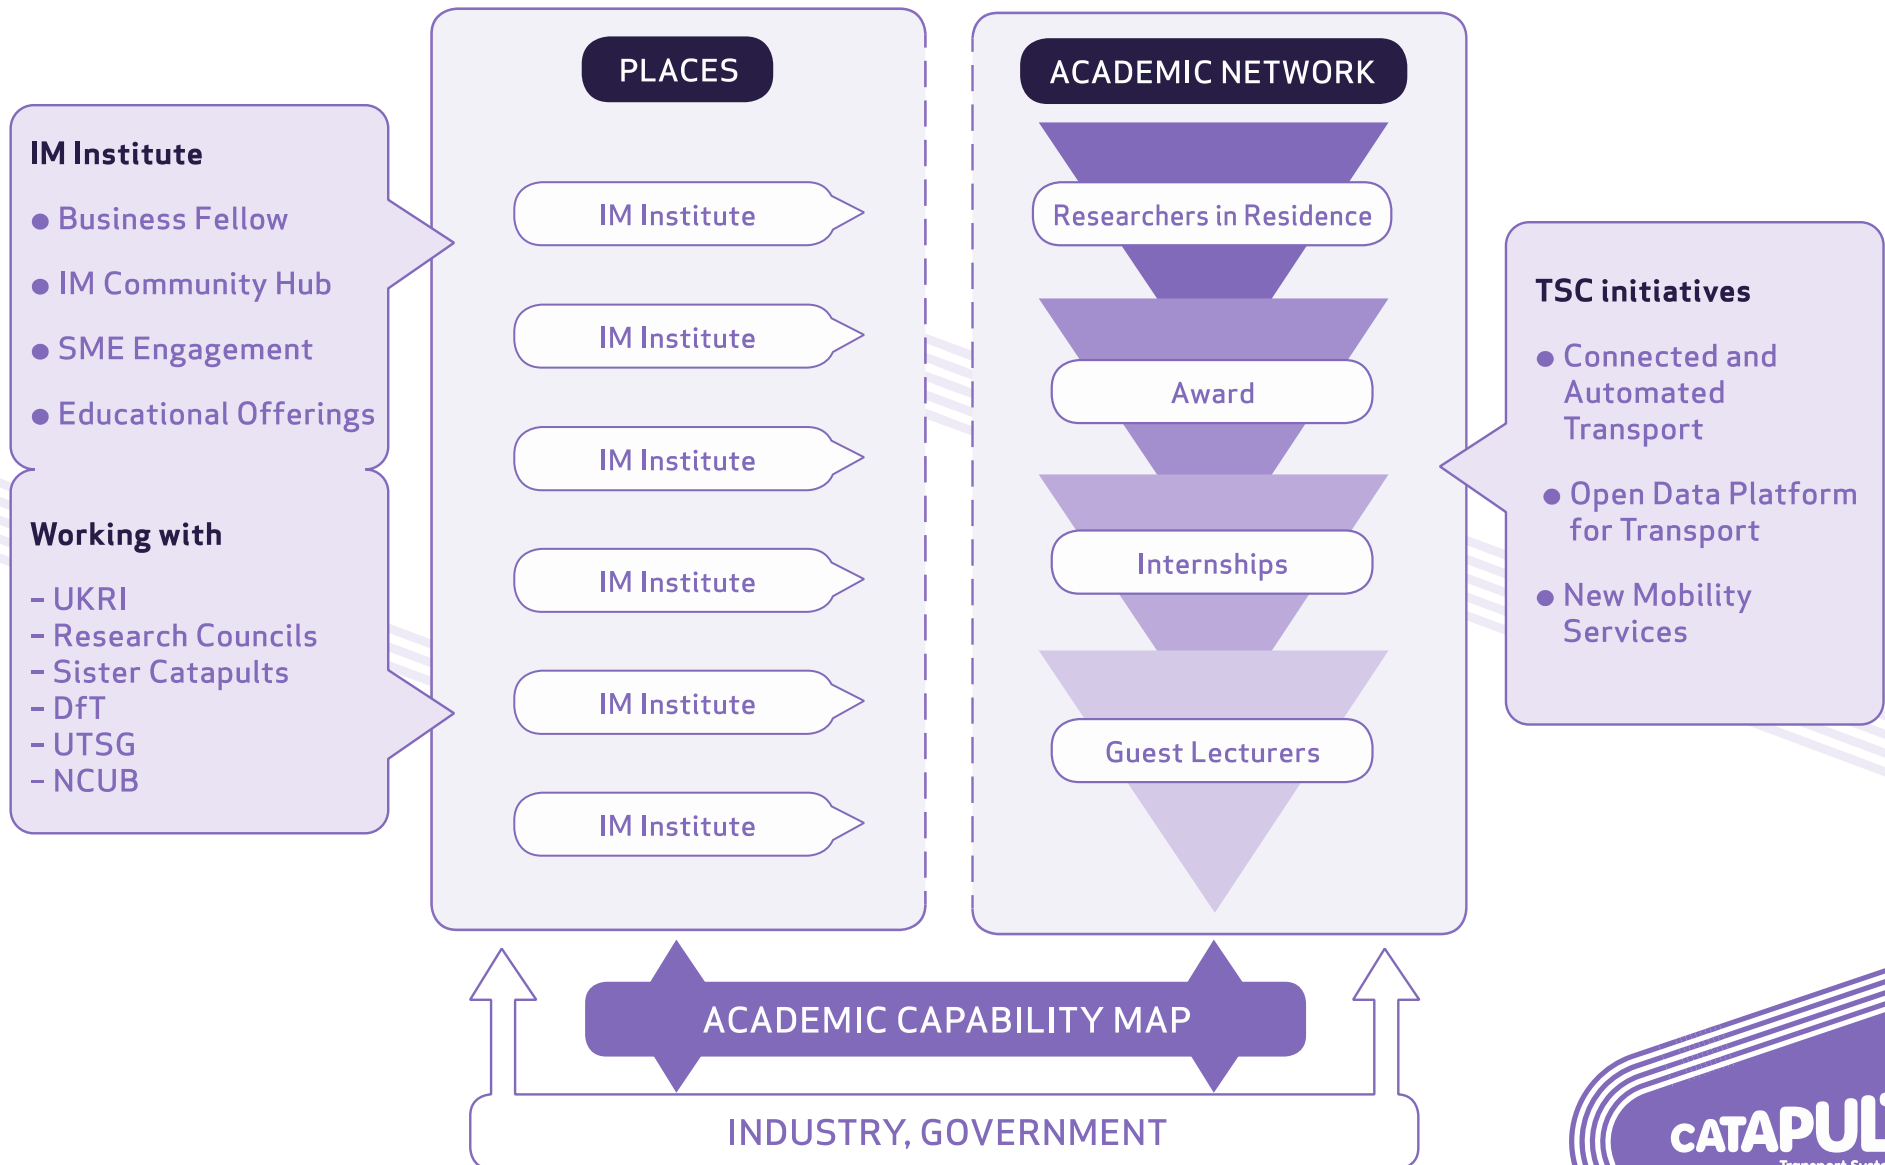 PLACES
ACADEMIC NETWORK
IM Institute
● Business Fellow
● IM Community Hub
● SME Engagement
● Educational Offerings
Working with
– UKRI
– Research Councils
– Sister Catapults
– DfT
– UTSG
– NCUB
IM Institute
IM Institute
IM Institute
IM Institute
IM Institute
IM Institute
Researchers in Residence
Award
Internships
Guest Lecturers
TSC initiatives
● Connected and
Automated
Transport
● Open Data Platform
for Transport
● New Mobility
Services
ACADEMIC CAPABILITY MAP
INDUSTRY, GOVERNMENT
CATAPUL
Transport